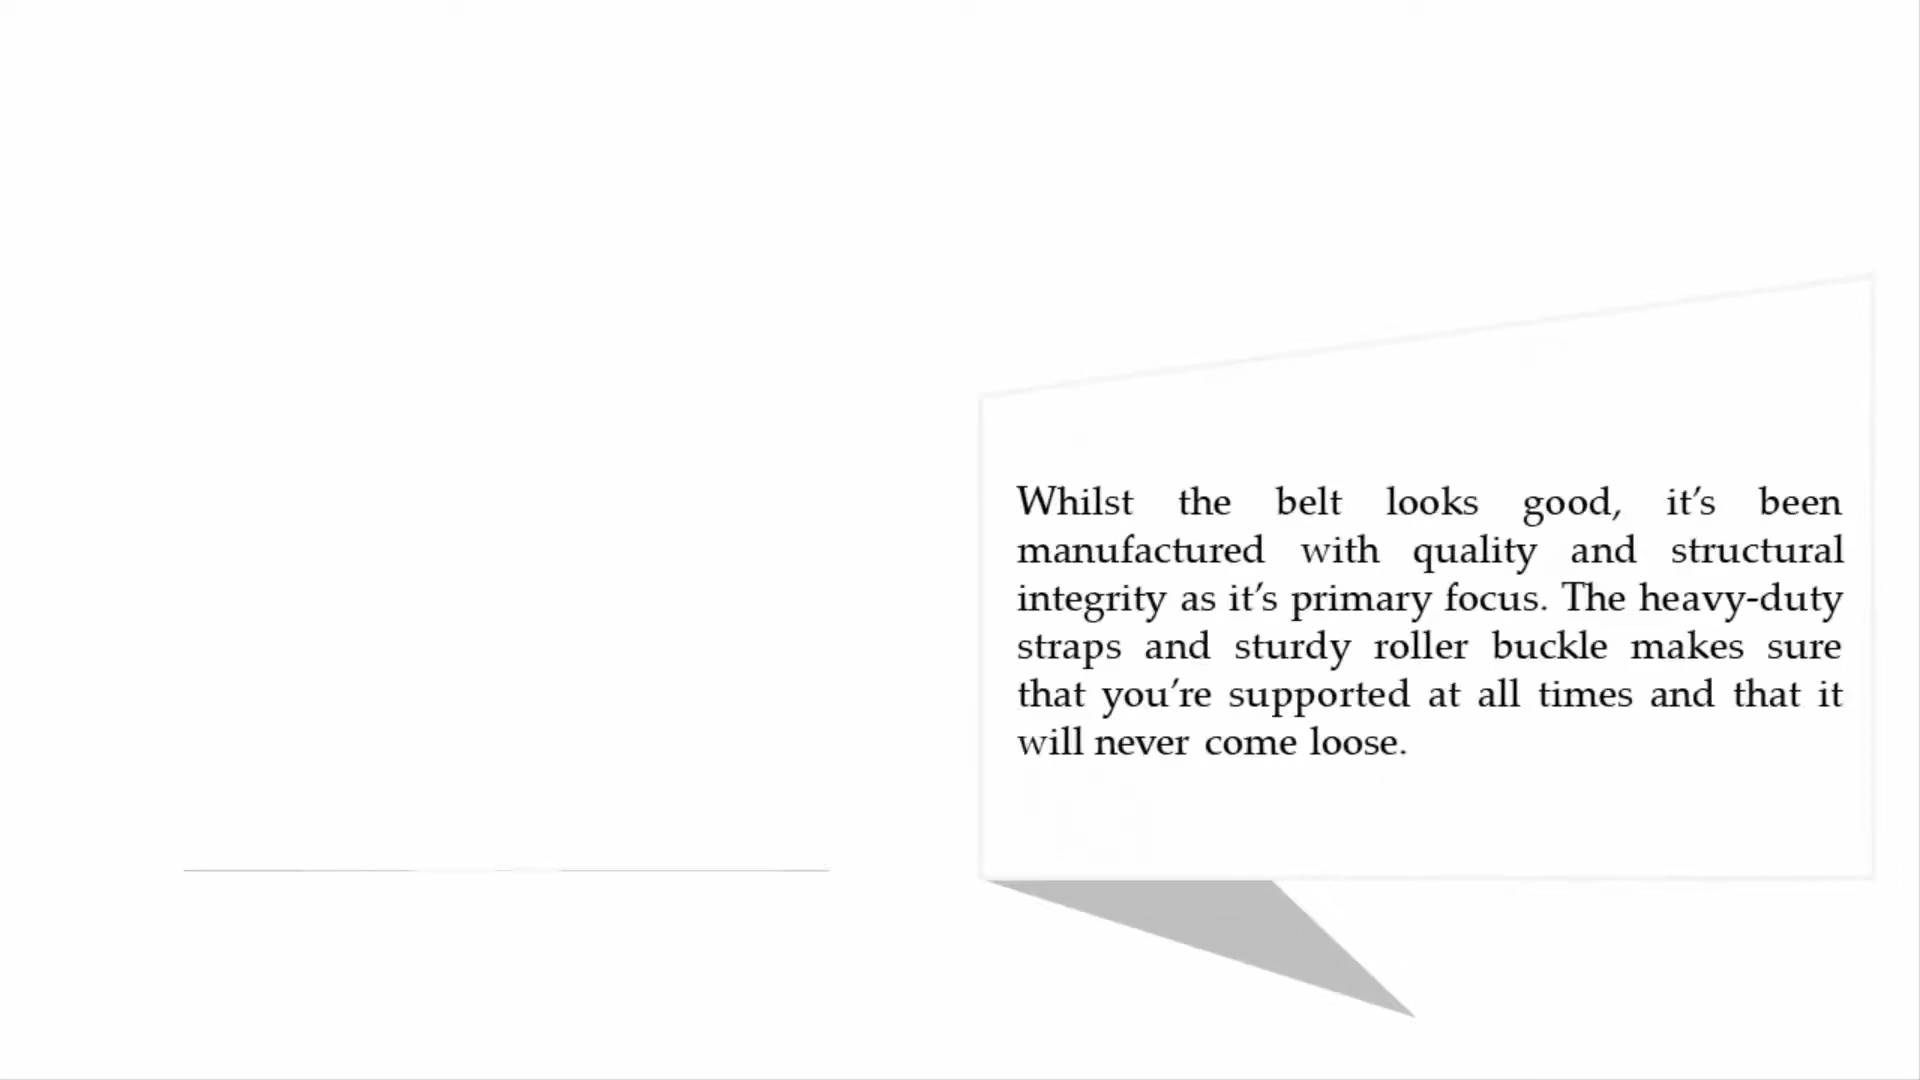 Whilst the belt looks good, it’s been
manufactured with quality and structural
integrity as it’s primary focus. The heavy-duty
straps and sturdy roller buckle makes sure
that you’re supported at all times and that it
will never come loose.